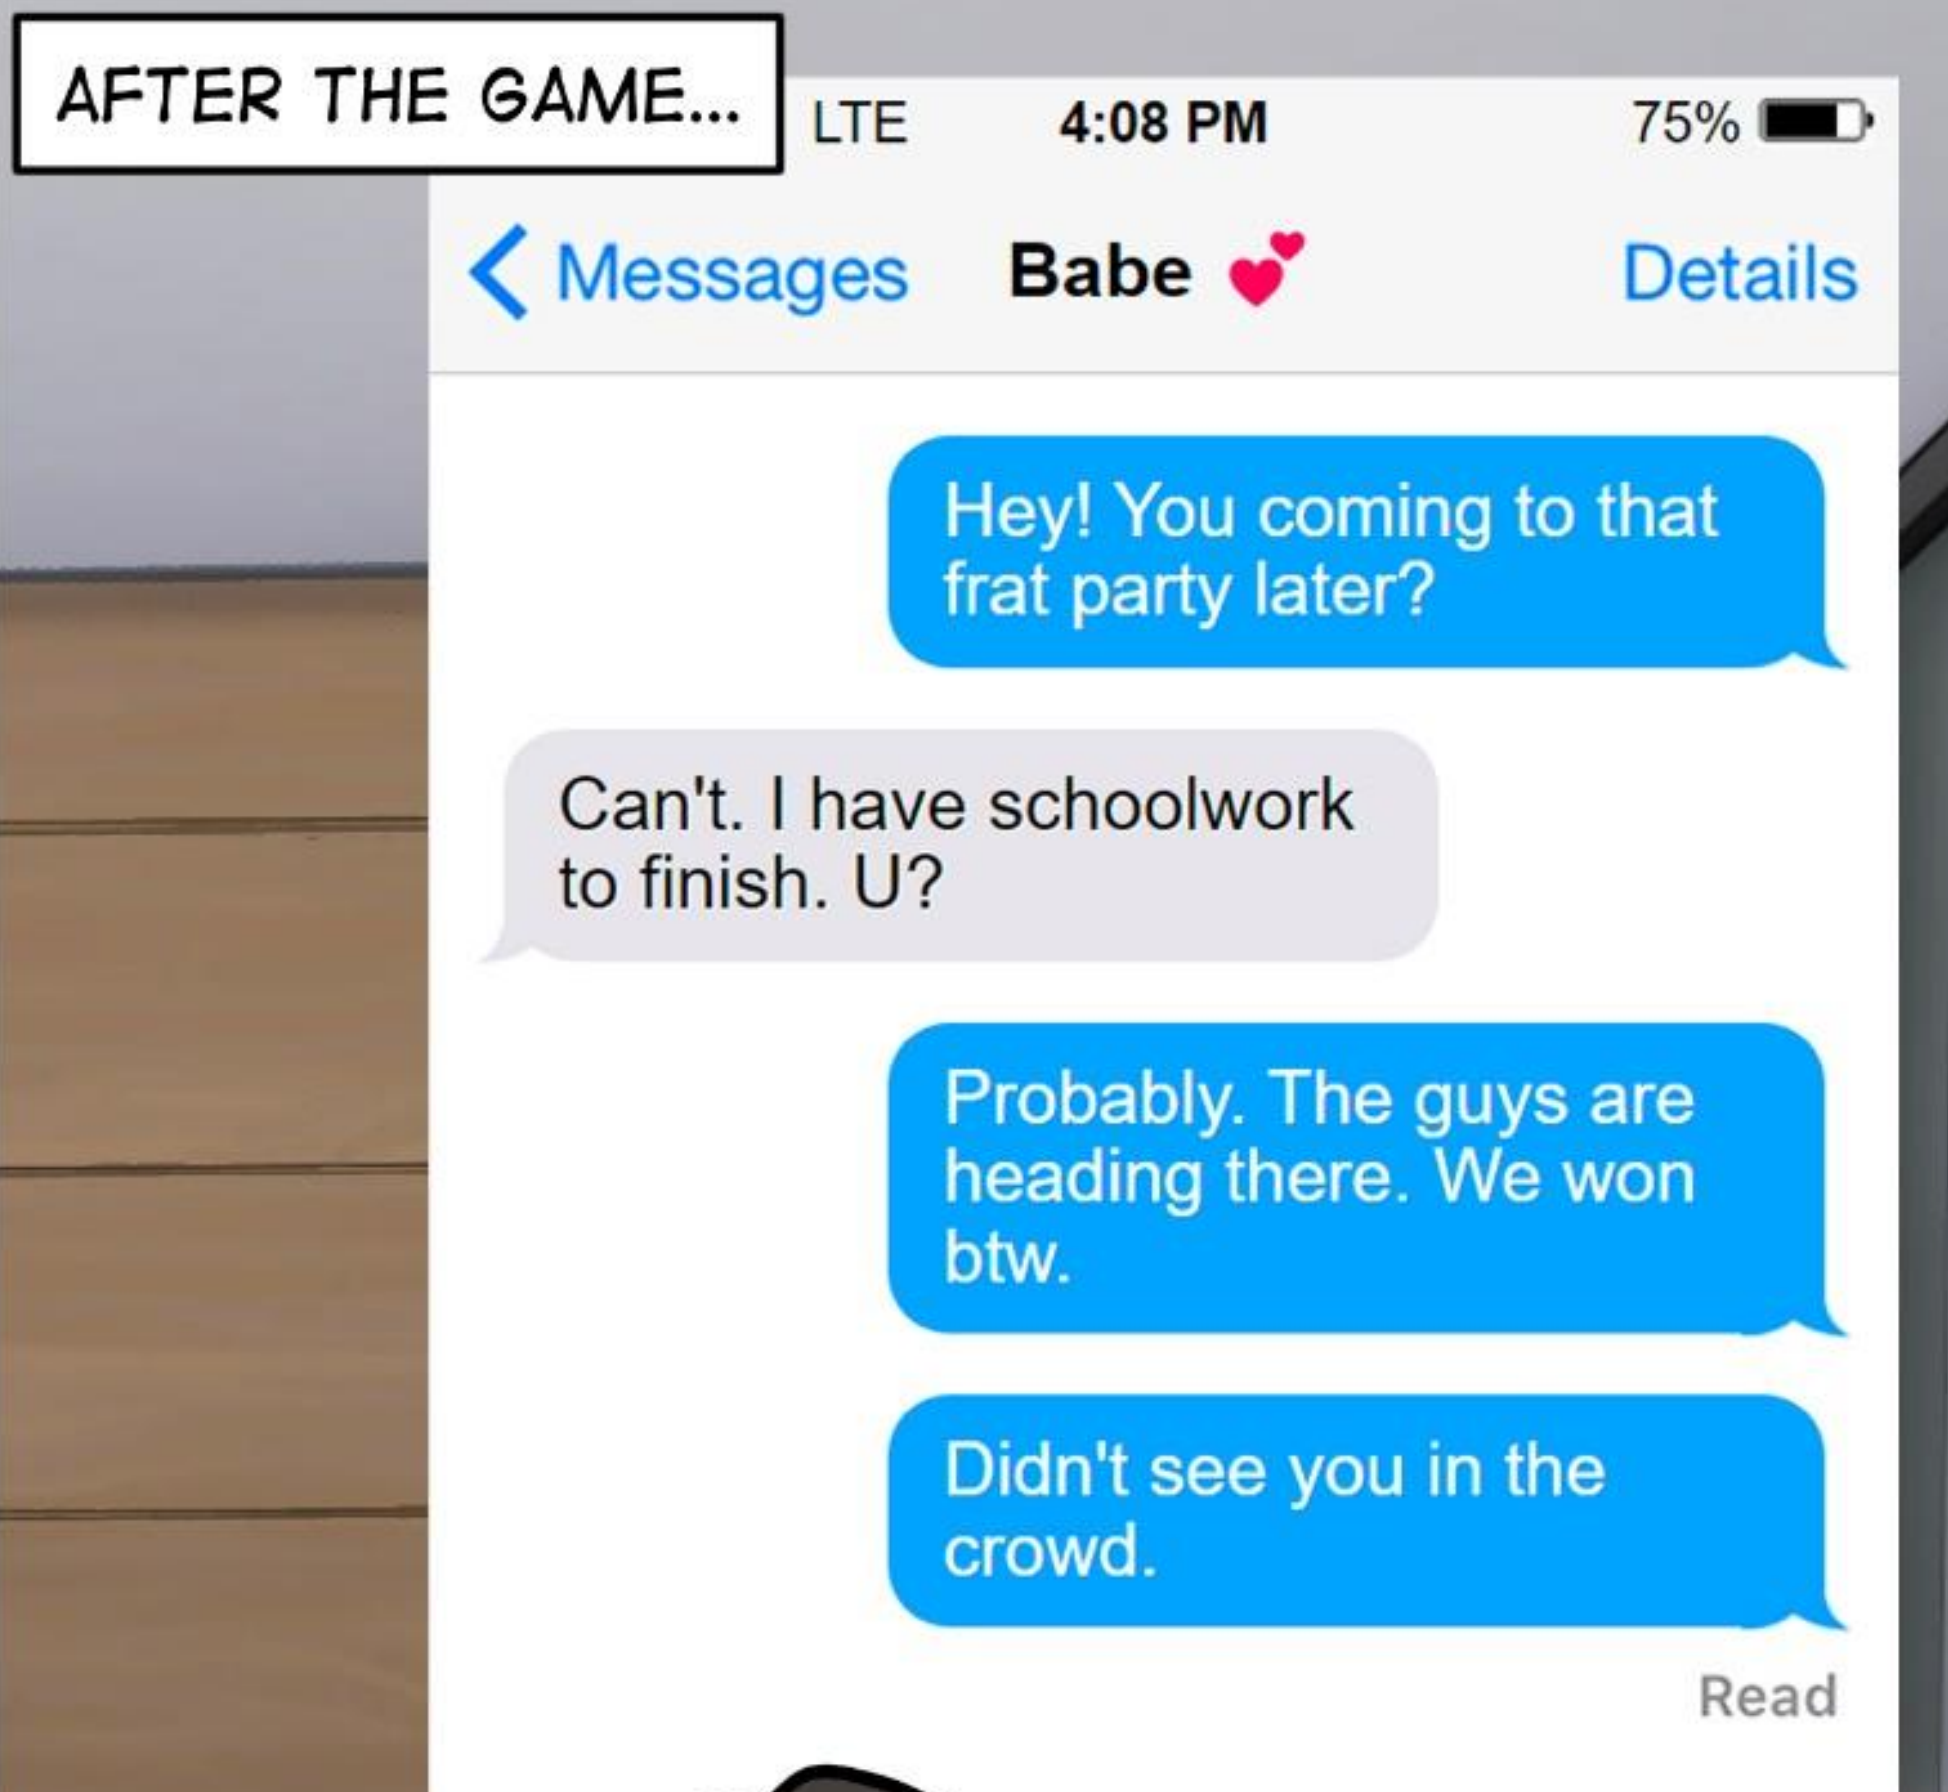 AFTER THE GAME...
LTE 4:08 PM 75%
Messages Babe 💕 Details
Hey! You coming to that
frat party later?
Can't. I have schoolwork
to finish. U?
Probably. The guys are
heading there. We won
btw.
Didn't see you in the
crowd.
Read